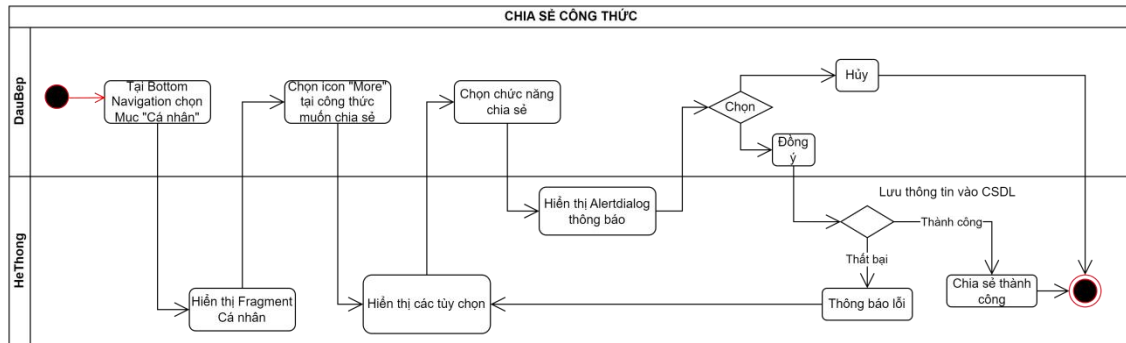 CHIA SẺ CÔNG THỨC
DauBep
Tại Bottom
Navigation chọn
Mục "Cá nhân"
Chọn icon "More"
tại công thức
muốn chia sẻ
Chọn chức năng
chia sẻ
Chọn
Hủy
Đồng
ý
HeThong
Hiển thị Fragment
Cá nhân
Hiển thị các tùy chọn
Hiển thị Alertdialog
thông báo
Lưu thông tin vào CSDL
Thành công
Thất bại
Thông báo lỗi
Chia sẻ thành
công